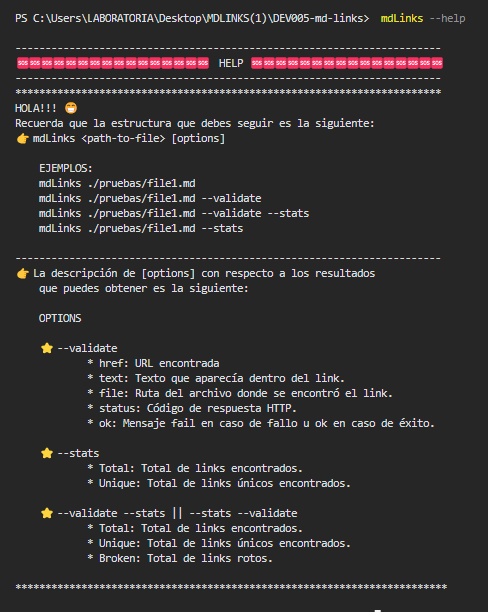 PS C:\Users\LABORATORIA\Desktop\MDLINKS(1)\DEV005-md-links> mdLinks --help
-----------------------------------------------------------------------
🆘🆘🆘🆘🆘🆘🆘🆘🆘🆘🆘🆘🆘🆘🆘🆘 HELP 🆘🆘🆘🆘🆘🆘🆘🆘🆘🆘🆘🆘🆘🆘🆘🆘
-----------------------------------------------------------------------
***********************************************************************
HOLA!!! 😁
Recuerda que la estructura que debes seguir es la siguiente:
👉 mdLinks <path-to-file> [options]
EJEMPLOS:
mdLinks ./pruebas/file1.md
mdLinks ./pruebas/file1.md --validate
mdLinks ./pruebas/file1.md --validate --stats
mdLinks ./pruebas/file1.md --stats
-----------------------------------------------------------------------
👉 La descripción de [options] con respecto a los resultados
que puedes obtener es la siguiente:
OPTIONS
⭐ --validate
* href: URL encontrada
* text: Texto que aparecía dentro del link.
* file: Ruta del archivo donde se encontró el link.
* status: Código de respuesta HTTP.
* ok: Mensaje fail en caso de fallo u ok en caso de éxito.
⭐ --stats
* Total: Total de links encontrados.
* Unique: Total de links únicos encontrados.
⭐ --validate --stats || --stats --validate
* Total: Total de links encontrados.
* Unique: Total de links únicos encontrados.
* Broken: Total de links rotos.
************************************************************************